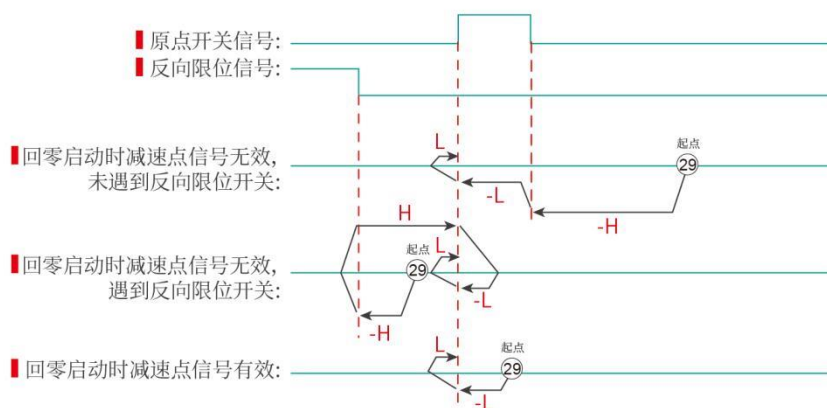 原点开关信号:
反向限位信号:
回零启动时减速点信号无效,
未遇到反向限位开关:
L
起点
29
-L
-H
回零启动时减速点信号无效,
遇到反向限位开关:
H
起点
29
L
-L
-H
回零启动时减速点信号有效:
L
起点
29
-L